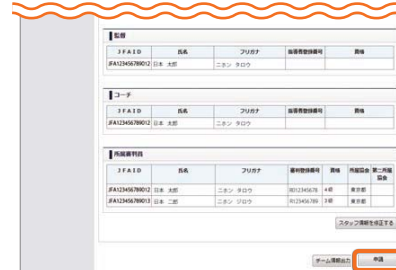 監督
JFAID 氏名 フリガナ 指導者登録番号 資格
JFA123456789012 日本 太郎 ニホン タロウ
コーチ
JFAID 氏名 フリガナ 指導者登録番号 資格
JFA123456789012 日本 太郎 ニホン タロウ
所属審判員
JFAID 氏名 フリガナ 審判登録番号 資格 所属協会 第二所属協会
JFA123456789012 日本 太郎 ニホン タロウ R012345678 4級 東京都
JFA123456789013 日本 二郎 ニホン ジロウ R123456789 3級 東京都
スタッフ情報を修正する
チーム情報出力 申請